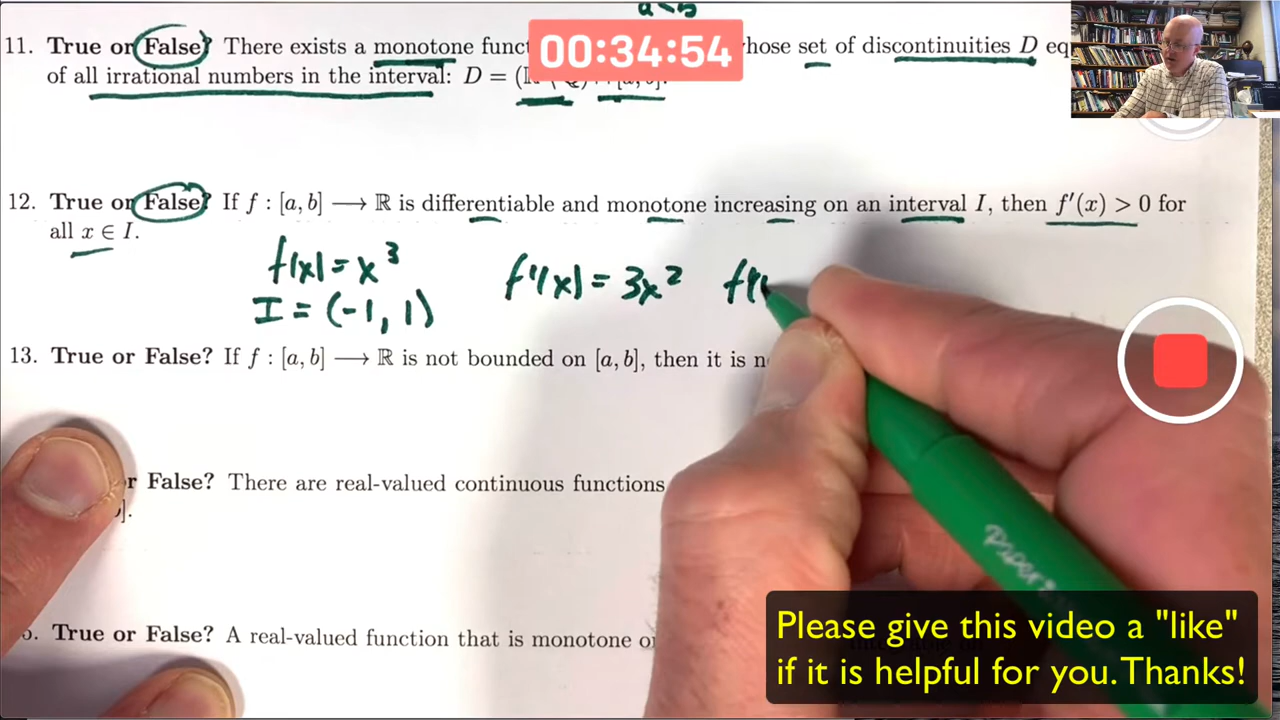 a < b
11. True or False? There exists a monotone func whose set of discontinuities D eq
00:34:54
of all irrational numbers in the interval: D =
12. True or False? If f : [a, b] ⟶ ℝ is differentiable and monotone increasing on an interval I, then f′(x) > 0 for
all x ∈ I.
f(x) = x³
f'(x) = 3x²
I = (-1, 1)
13. True or False? If f : [a, b] ⟶ ℝ is not bounded on [a, b], then it is
r False? There are real-valued continuous functions
True or False? A real-valued function that is monotone
Please give this video a "like"
if it is helpful for you. Thanks!